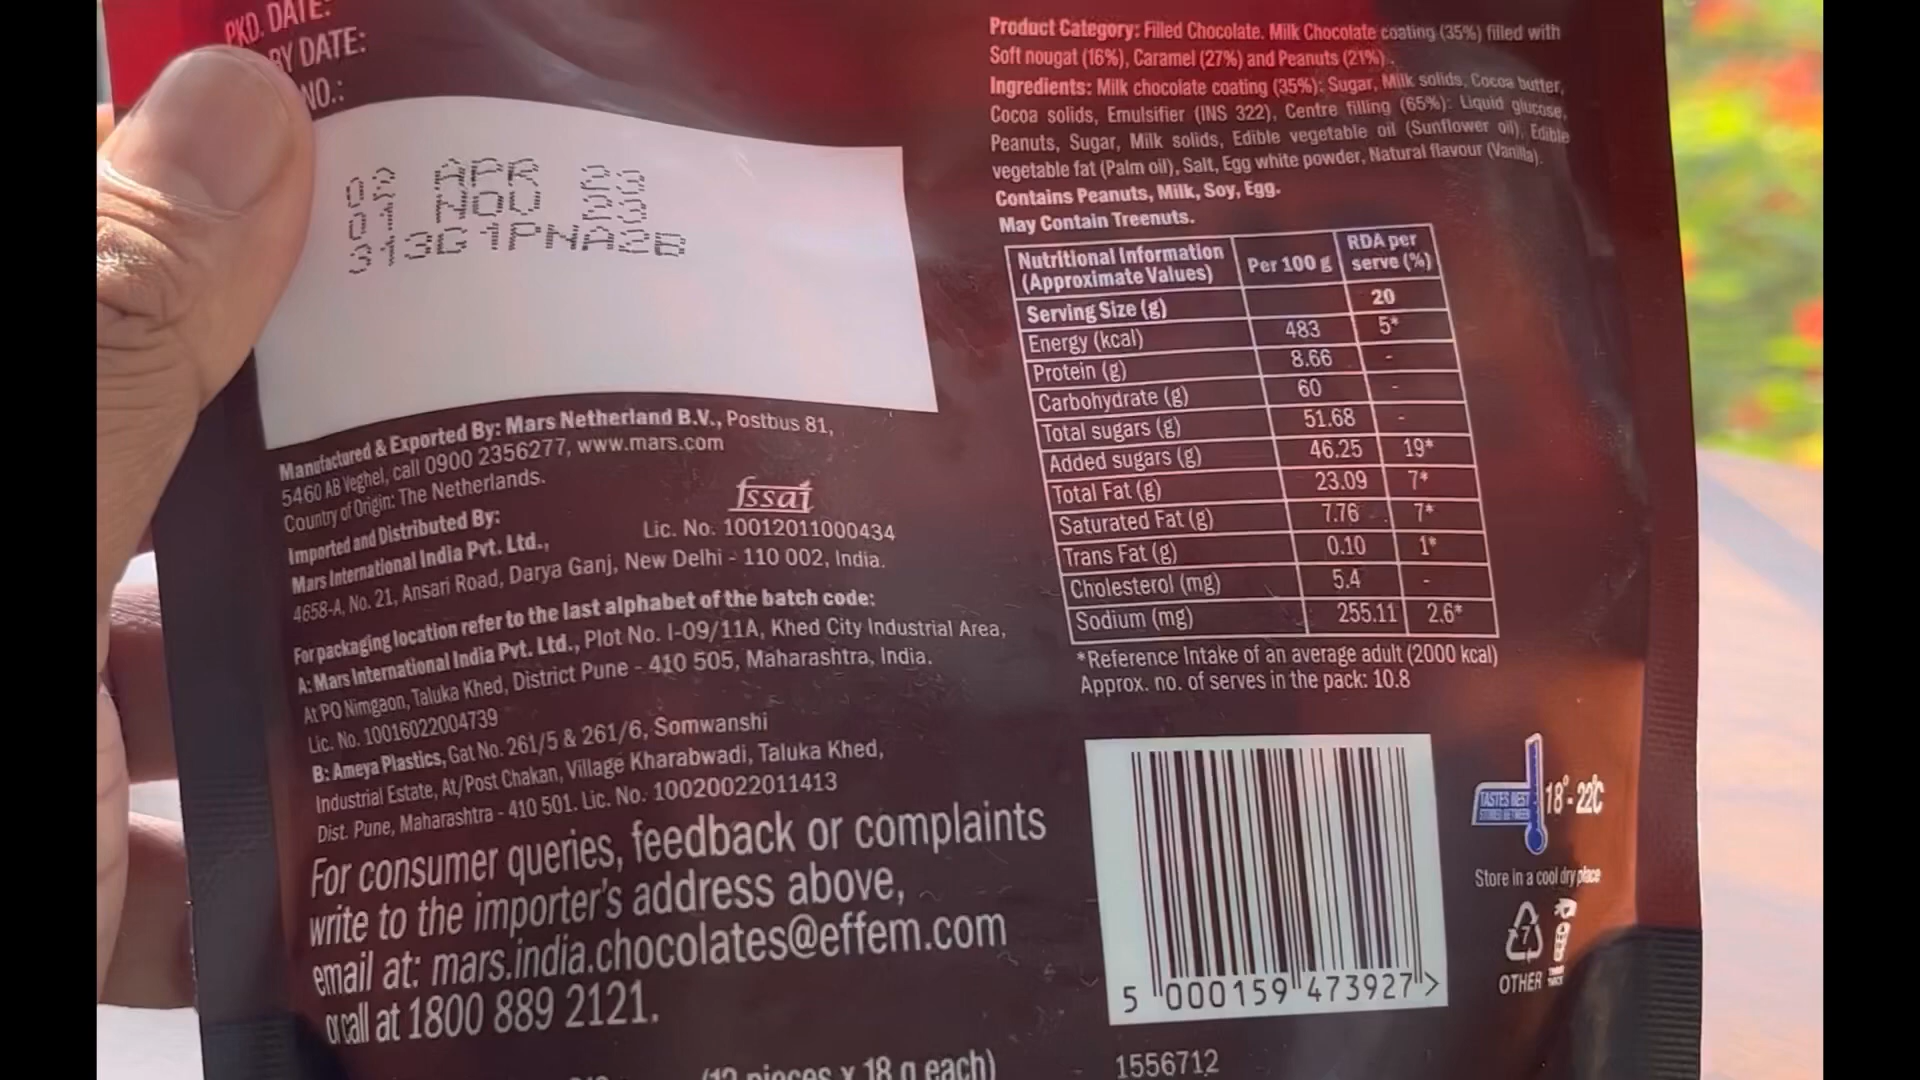 PKD. DATE:
BY DATE:
NO.:
02 APR 23
01 NOV 23
313G1PNA2B
Manufactured & Exported By: Mars Netherland B.V., Postbus 81,
5460 AB Veghel, call 0900 2356277, www.mars.com
Country of Origin: The Netherlands.
Imported and Distributed By:
fssai
Mars International India Pvt. Ltd., Lic. No. 10012011000434
4658-A, No. 21, Ansari Road, Darya Ganj, New Delhi - 110 002, India.
For packaging location refer to the last alphabet of the batch code:
A: Mars International India Pvt. Ltd., Plot No. I-09/11A, Khed City Industrial Area,
At PO Nimgaon, Taluka Khed, District Pune - 410 505, Maharashtra, India.
Lic. No. 10016022004739
B: Ameya Plastics, Gat No. 261/5 & 261/6, Somwanshi
Industrial Estate, At/Post Chakan, Village Kharabwadi, Taluka Khed,
Dist. Pune, Maharashtra - 410 501. Lic. No. 10020022011413
For consumer queries, feedback or complaints
write to the importer's address above,
email at: mars.india.chocolates@effem.com
or call at 1800 889 2121.
(12 pieces x 18 g each)
Product Category: Filled Chocolate. Milk Chocolate coating (35%) filled with
Soft nougat (16%), Caramel (27%) and Peanuts (21%).
Ingredients: Milk chocolate coating (35%): Sugar, Milk solids, Cocoa butter,
Cocoa solids, Emulsifier (INS 322), Centre filling (65%): Liquid glucose,
Peanuts, Sugar, Milk solids, Edible vegetable oil (Sunflower oil), Edible
vegetable fat (Palm oil), Salt, Egg white powder, Natural flavour (Vanilla).
Contains Peanuts, Milk, Soy, Egg.
May Contain Treenuts.
Nutritional Information (Approximate Values) Per 100 g RDA per serve (%)
Serving Size (g) 20
Energy (kcal) 483 5*
Protein (g) 8.66 -
Carbohydrate (g) 60 -
Total sugars (g) 51.68 -
Added sugars (g) 46.25 19*
Total Fat (g) 23.09 7*
Saturated Fat (g) 7.76 7*
Trans Fat (g) 0.10 1*
Cholesterol (mg) 5.4 -
Sodium (mg) 255.11 2.6*
*Reference Intake of an average adult (2000 kcal)
Approx. no. of serves in the pack: 10.8
TASTES BEST
STORED BETWEEN
18°- 22°C
Store in a cool dry place
7
OTHER
5 000159 473927 >
1556712